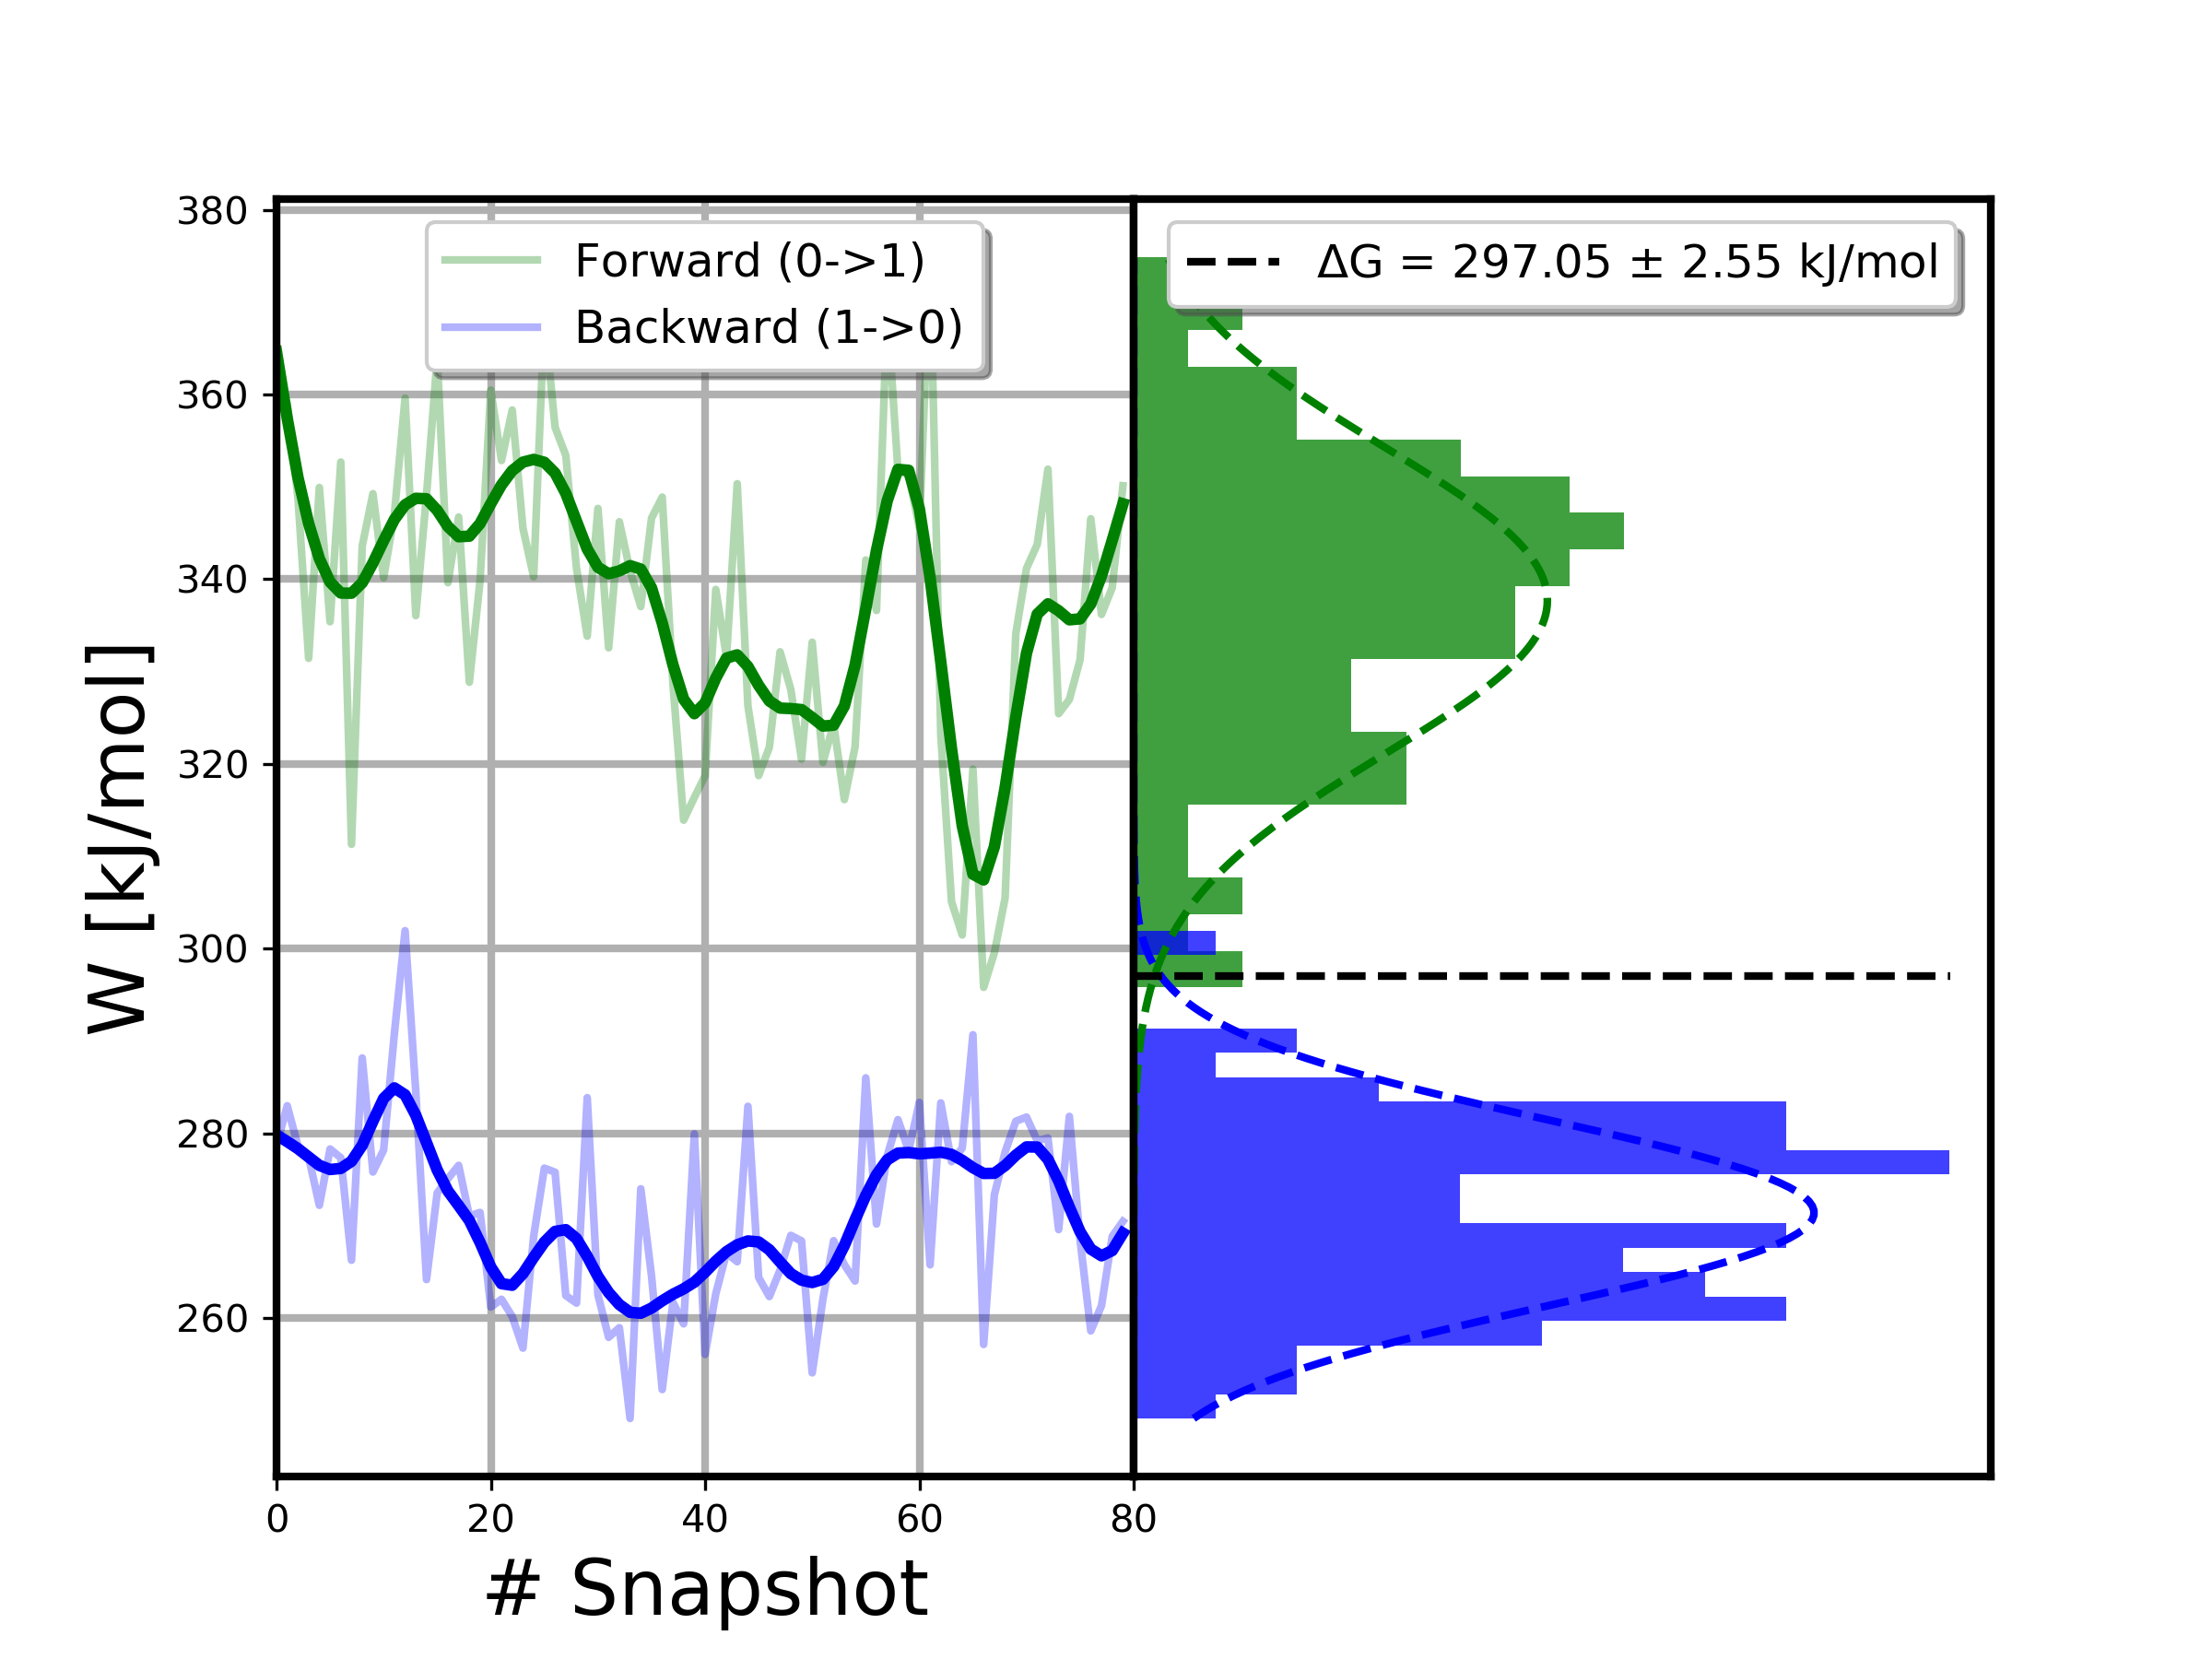 380
360
340
320
300
280
260
W [kJ/mol]
Forward (0->1)
Backward (1->0)
ΔG = 297.05 ± 2.55 kJ/mol
0 20 40 60 80
# Snapshot